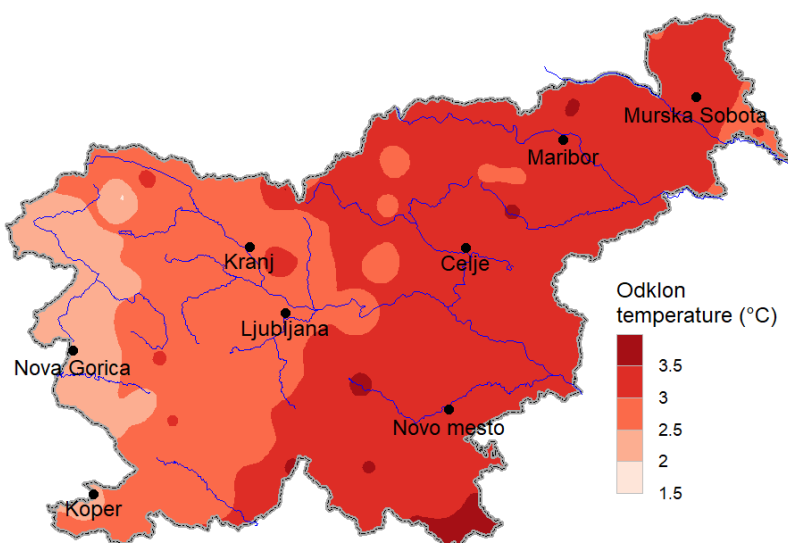 Murska Sobota
Maribor
Kranj
Celje
Ljubljana
Nova Gorica
Novo mesto
Koper
Odklon
temperature (°C)
3.5
3
2.5
2
1.5